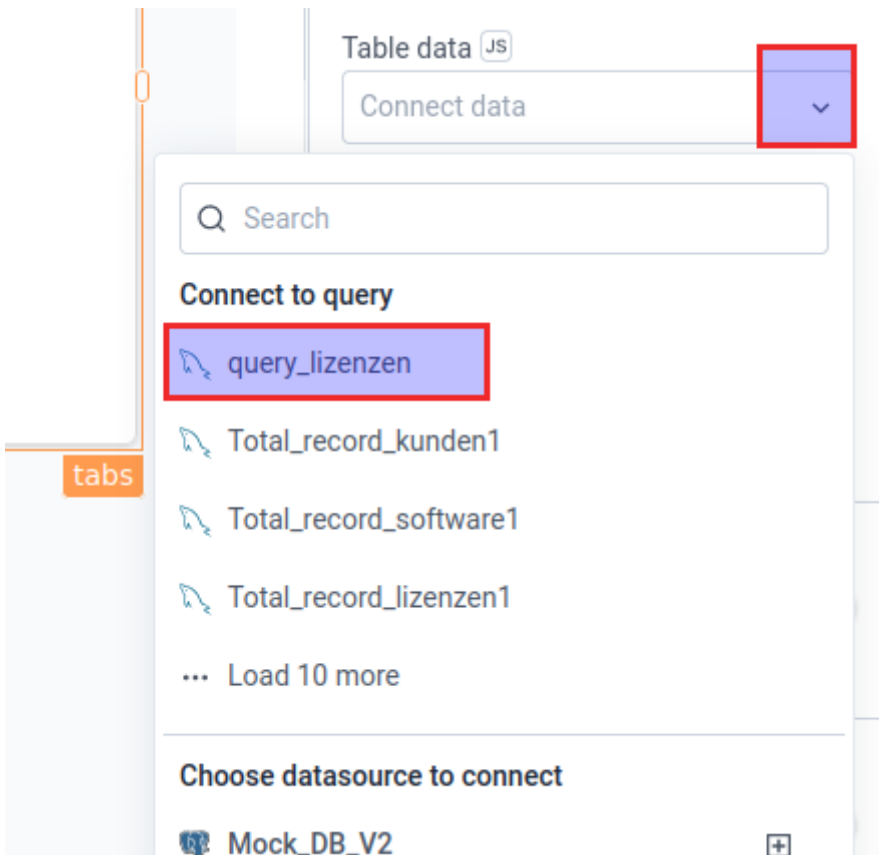 Table data JS
Connect data
Search
Connect to query
query_lizenzen
Total_record_kunden1
tabs
Total_record_software1
Total_record_lizenzen1
... Load 10 more
Choose datasource to connect
Mock_DB_V2